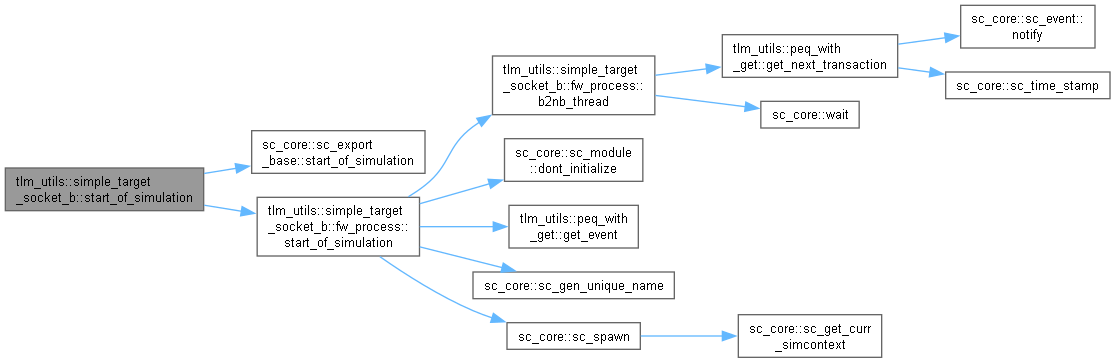 tlm_utils::simple_target
_socket_b::start_of_simulation
sc_core::sc_export
_base::start_of_simulation
tlm_utils::simple_target
_socket_b::fw_process::
start_of_simulation
tlm_utils::simple_target
_socket_b::fw_process::
b2nb_thread
tlm_utils::peq_with
_get::get_next_transaction
sc_core::sc_event::
notify
sc_core::sc_time_stamp
sc_core::wait
sc_core::sc_module
::dont_initialize
tlm_utils::peq_with
_get::get_event
sc_core::sc_gen_unique_name
sc_core::sc_spawn
sc_core::sc_get_curr
_simcontext